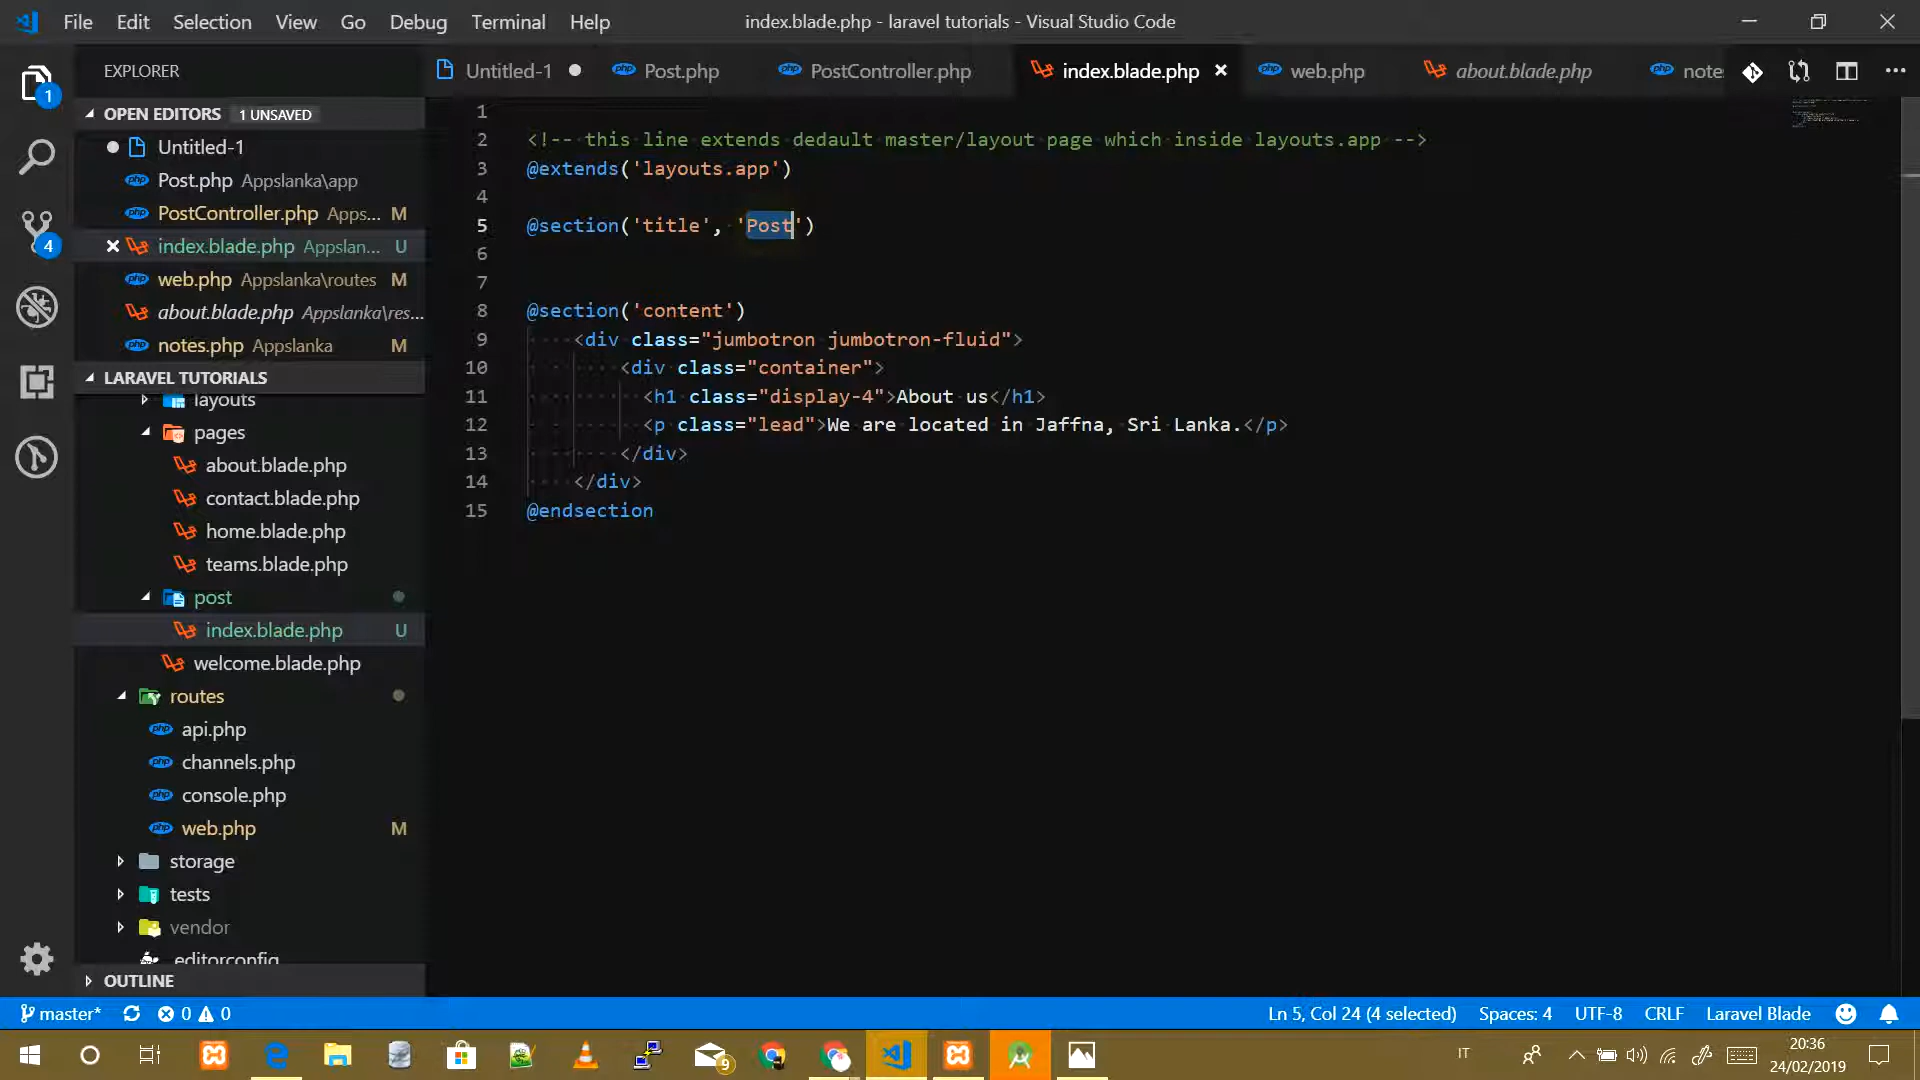 File Edit Selection View Go Debug Terminal Help
index.blade.php - laravel tutorials - Visual Studio Code
EXPLORER
OPEN EDITORS 1 UNSAVED
Untitled-1
Post.php Appslanka\app
PostController.php Apps... M
index.blade.php Appslan... U
web.php Appslanka\routes M
about.blade.php Appslanka\res...
notes.php Appslanka M
LARAVEL TUTORIALS
layouts
pages
about.blade.php
contact.blade.php
home.blade.php
teams.blade.php
post
index.blade.php U
welcome.blade.php
routes
api.php
channels.php
console.php
web.php M
storage
tests
vendor
.editorconfig
OUTLINE
1
4
Untitled-1 Post.php PostController.php index.blade.php web.php about.blade.php notes
1
2 <!-- this line extends dedault master/layout page which inside layouts.app -->
3 @extends('layouts.app')
4
5 @section('title', 'Post')
6
7
8 @section('content')
9 <div class="jumbotron jumbotron-fluid">
10 <div class="container">
11 <h1 class="display-4">About us</h1>
12 <p class="lead">We are located in Jaffna, Sri Lanka.</p>
13 </div>
14 </div>
15 @endsection
master* 0 0 Ln 5, Col 24 (4 selected) Spaces: 4 UTF-8 CRLF Laravel Blade
9
IT
20:36
24/02/2019